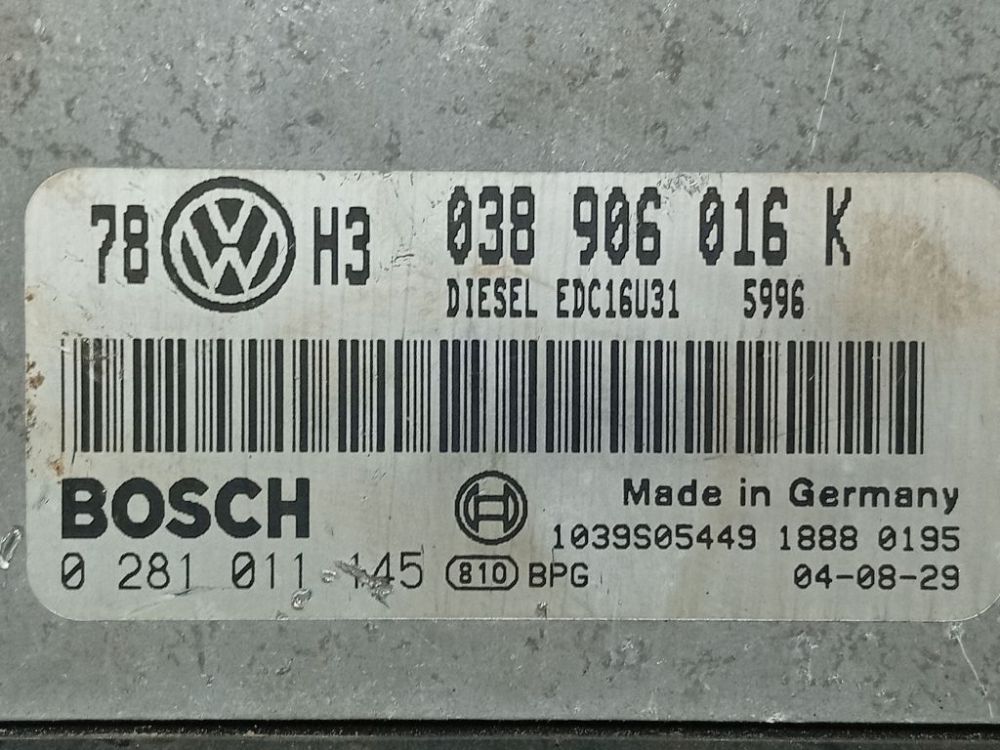 78 VW H3 038 906 016 K
DIESEL EDC16U31 5996
BOSCH Made in Germany
1039S05449 1888 0195
0 281 011 145 810 BPG 04-08-29